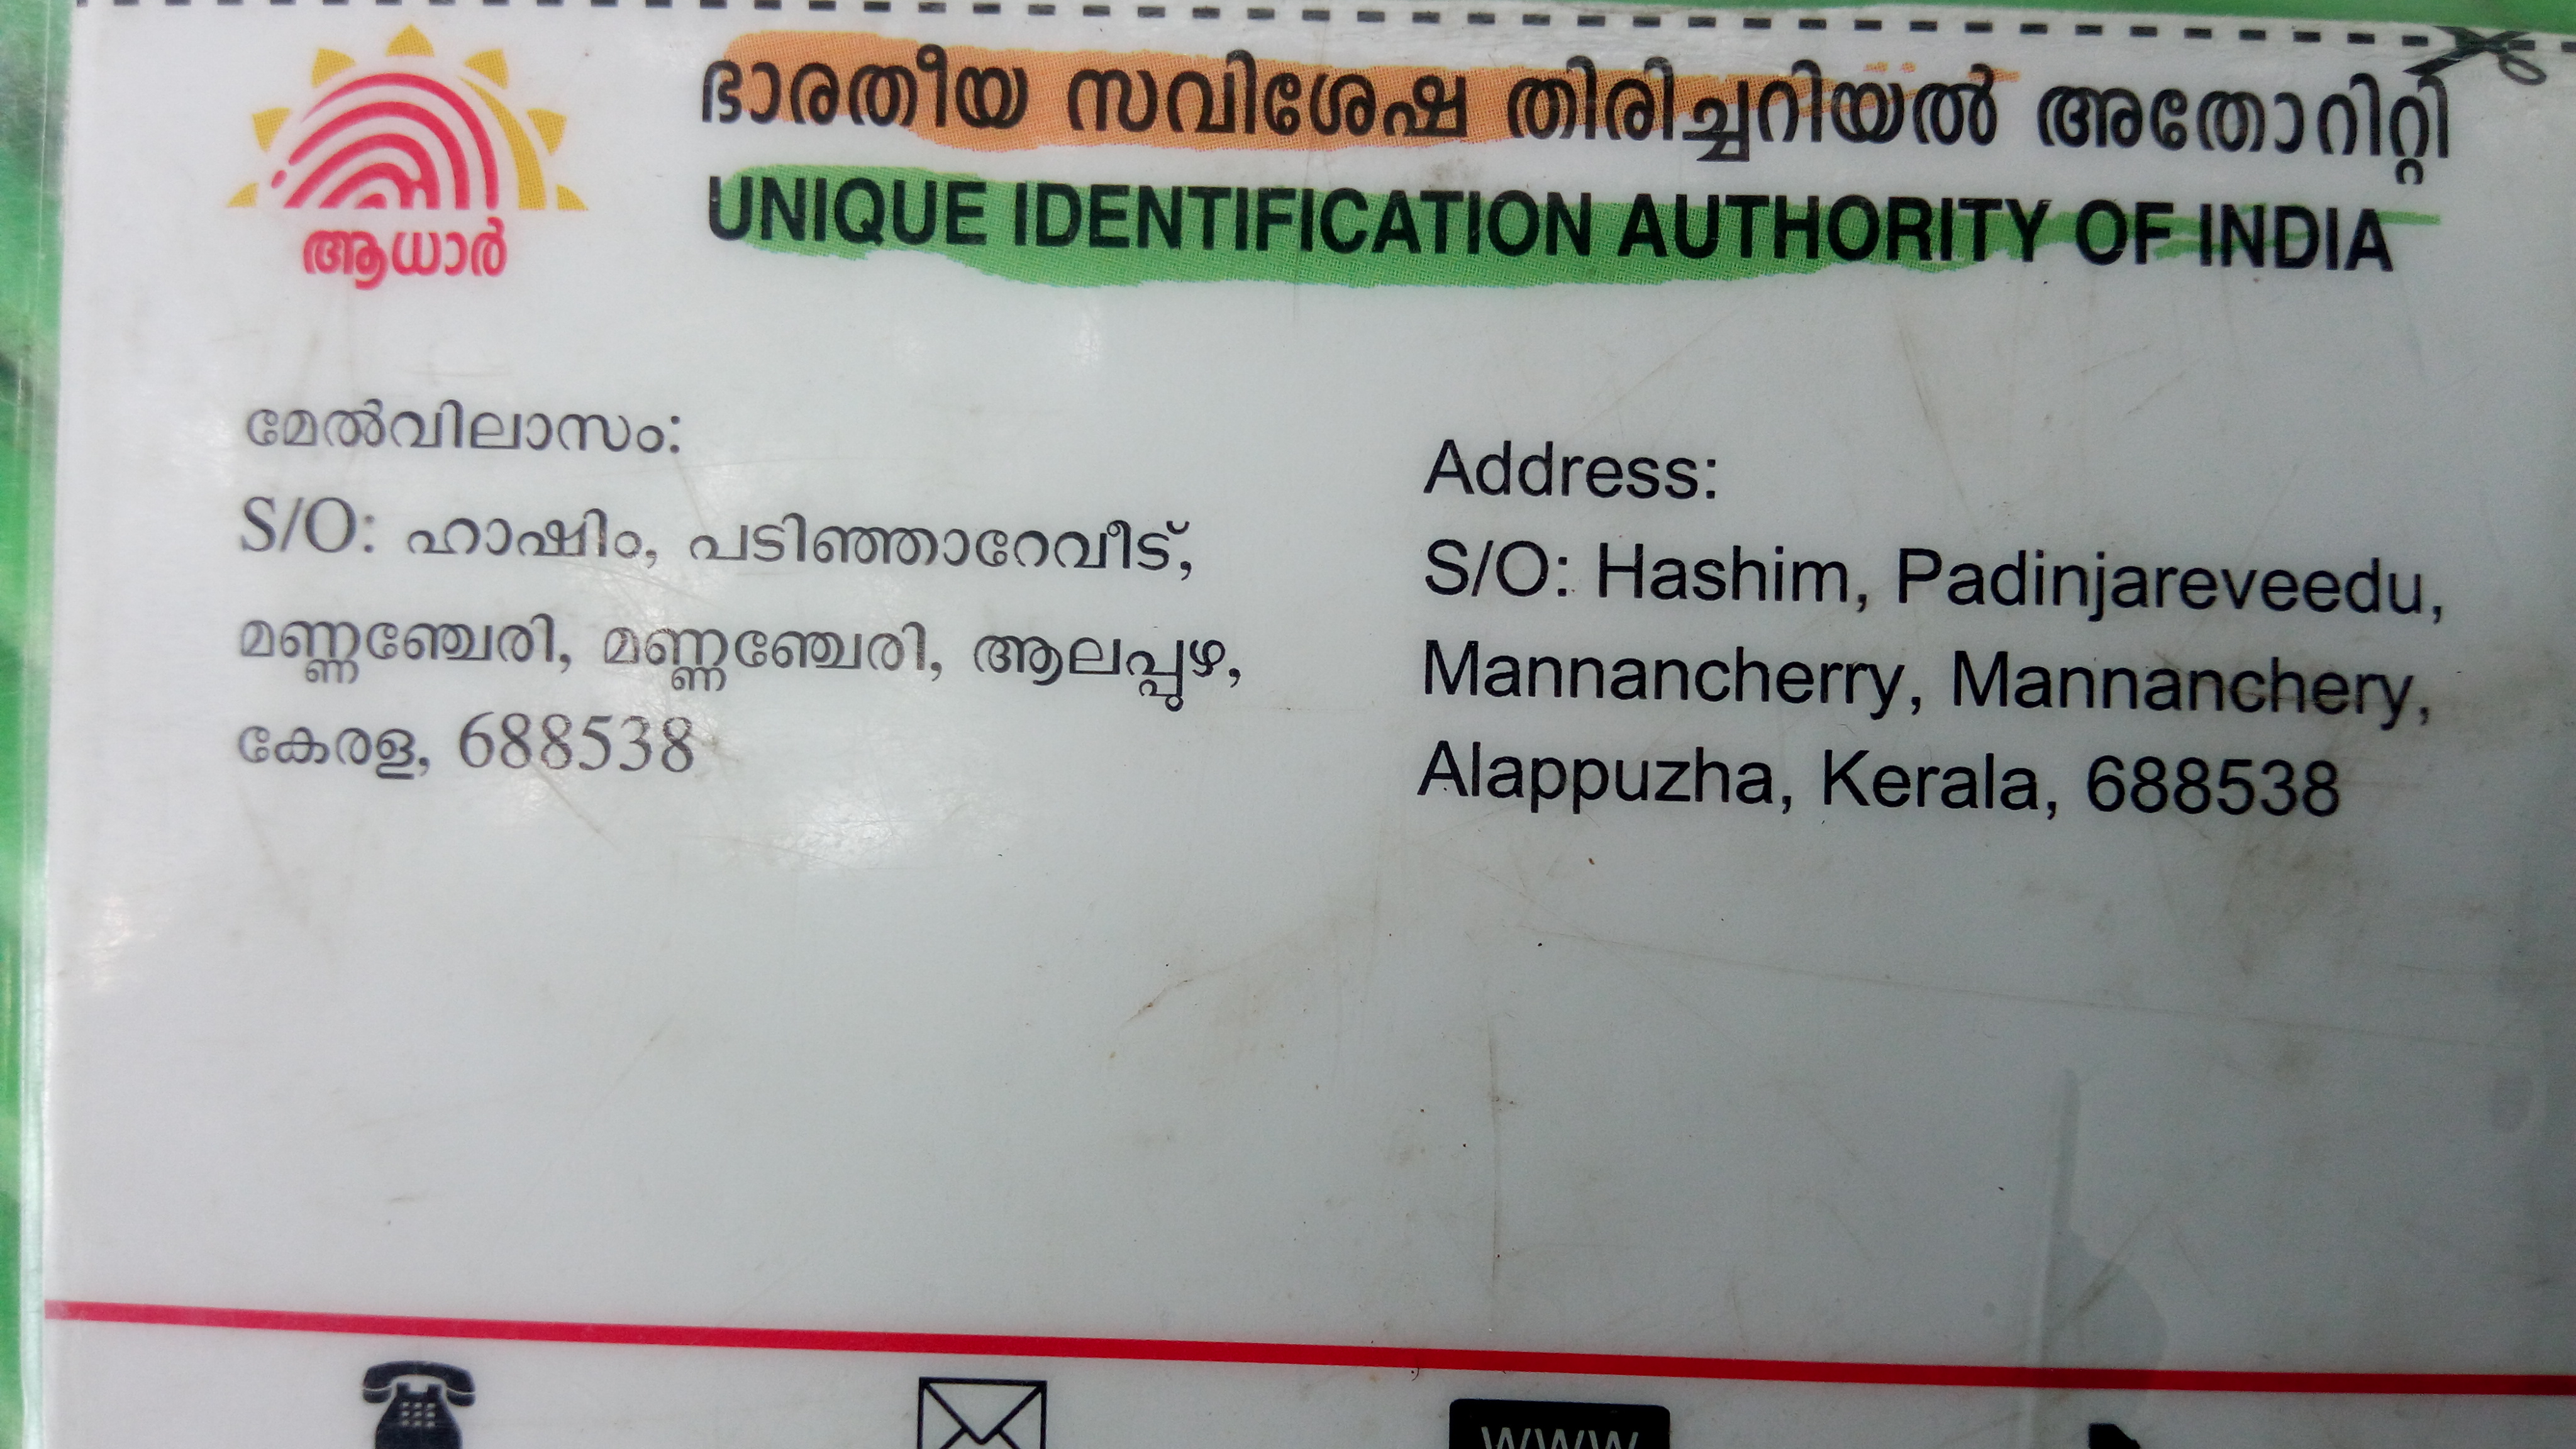 ഭാരതീയ സവിശേഷ തിരിച്ചറിയൽ അതോറിറ്റി
UNIQUE IDENTIFICATION AUTHORITY OF INDIA
ആധാർ
മേൽവിലാസം:
S/O: ഹാഷിം, പടിഞ്ഞാറേവീട്,
മണ്ണഞ്ചേരി, മണ്ണഞ്ചേരി, ആലപ്പുഴ,
കേരള, 688538
Address:
S/O: Hashim, Padinjareveedu,
Mannancherry, Mannanchery,
Alappuzha, Kerala, 688538
www